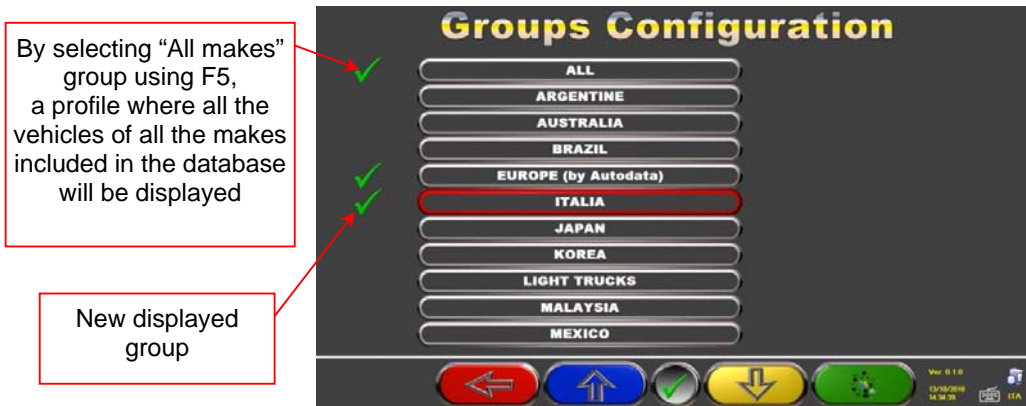 By selecting “All makes”
group using F5,
a profile where all the
vehicles of all the makes
included in the database
will be displayed
New displayed
group
Groups Configuration
ALL
ARGENTINE
AUSTRALIA
BRAZIL
EUROPE (by Autodata)
ITALIA
JAPAN
KOREA
LIGHT TRUCKS
MALAYSIA
MEXICO
Ver. 0.1.0
13/10/2010
14:34:39
ITA